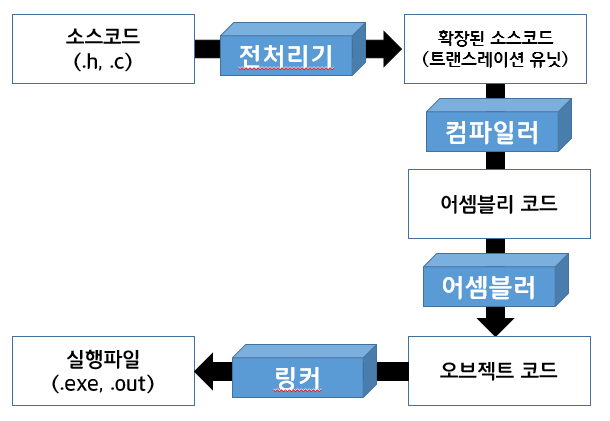 소스코드
(.h, .c)
전처리기
확장된 소스코드
(트랜스레이션 유닛)
컴파일러
어셈블리 코드
어셈블러
오브젝트 코드
링커
실행파일
(.exe, .out)